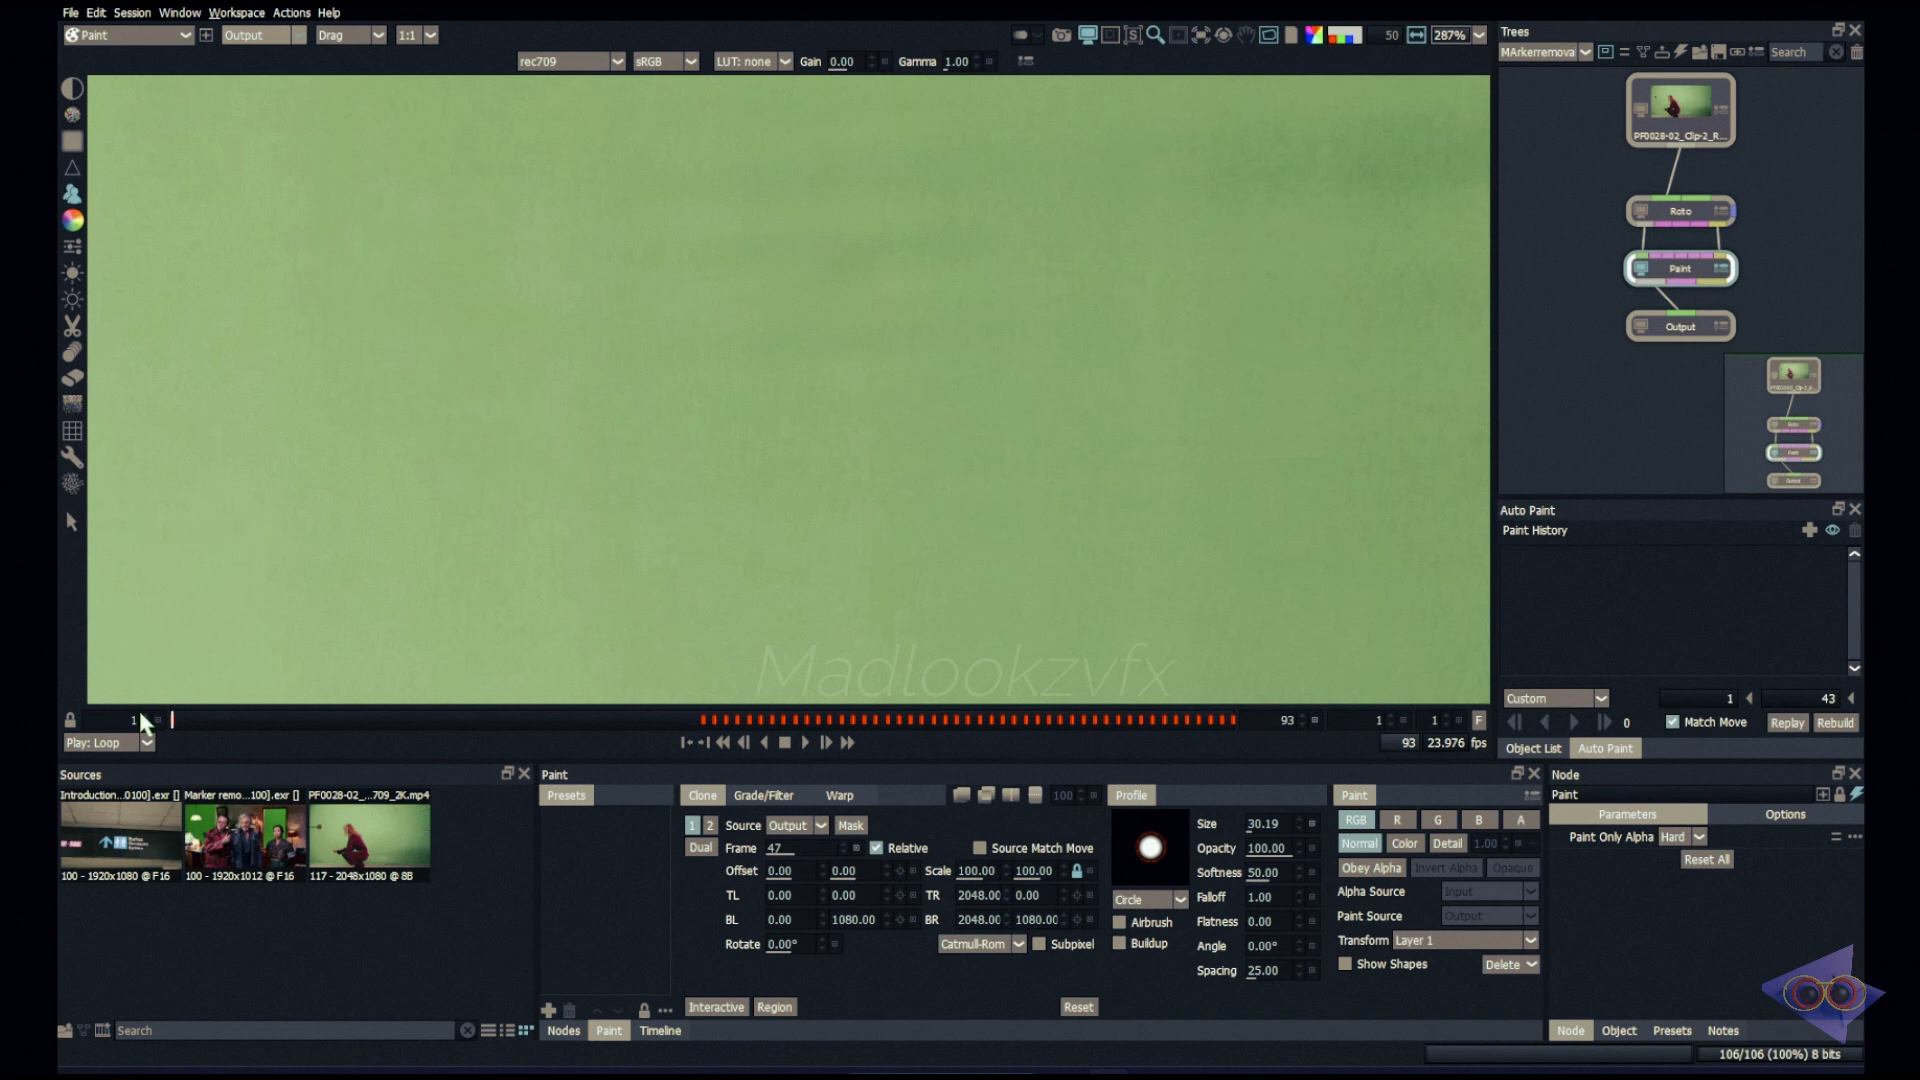 File Edit Session Window Workspace Actions Help
Paint Output Drag 1:1 50 287%
rec709 sRGB LUT: none Gain 0.00 Gamma 1.00
Trees
MArkerremova Search
PF0028-02_Clip-2_R...
Roto
Paint
Output
Auto Paint
Paint History
Custom 1 43
0 Match Move Replay Rebuild
Object List Auto Paint
Madlookzvfx
1 93 1 1 F
Play: Loop 93 23.976 fps
Sources
Introduction...0100].exr [] Marker remo...100].exr [] PF0028-02_...709_2K.mp4
100 - 1920x1080 @ F16 100 - 1920x1012 @ F16 117 - 2048x1080 @ 8B
Search
Paint
Presets Clone Grade/Filter Warp 100 Profile Paint
1 2 Source Output Mask
Dual Frame 47 Relative Source Match Move
Offset 0.00 0.00 Scale 100.00 100.00
TL 0.00 0.00 TR 2048.00 0.00
BL 0.00 1080.00 BR 2048.00 1080.00
Rotate 0.00° Catmull-Rom Subpixel
Interactive Region Reset
Nodes Paint Timeline
Circle
Airbrush
Buildup
Size 30.19
Opacity 100.00
Softness 50.00
Falloff 1.00
Flatness 0.00
Angle 0.00°
Spacing 25.00
RGB R G B A
Normal Color Detail 1.00
Obey Alpha Invert Alpha Opaque
Alpha Source Input
Paint Source Output
Transform Layer 1
Show Shapes Delete
Node
Paint
Parameters Options
Paint Only Alpha Hard
Reset All
Node Object Presets Notes
106/106 (100%) 8 bits